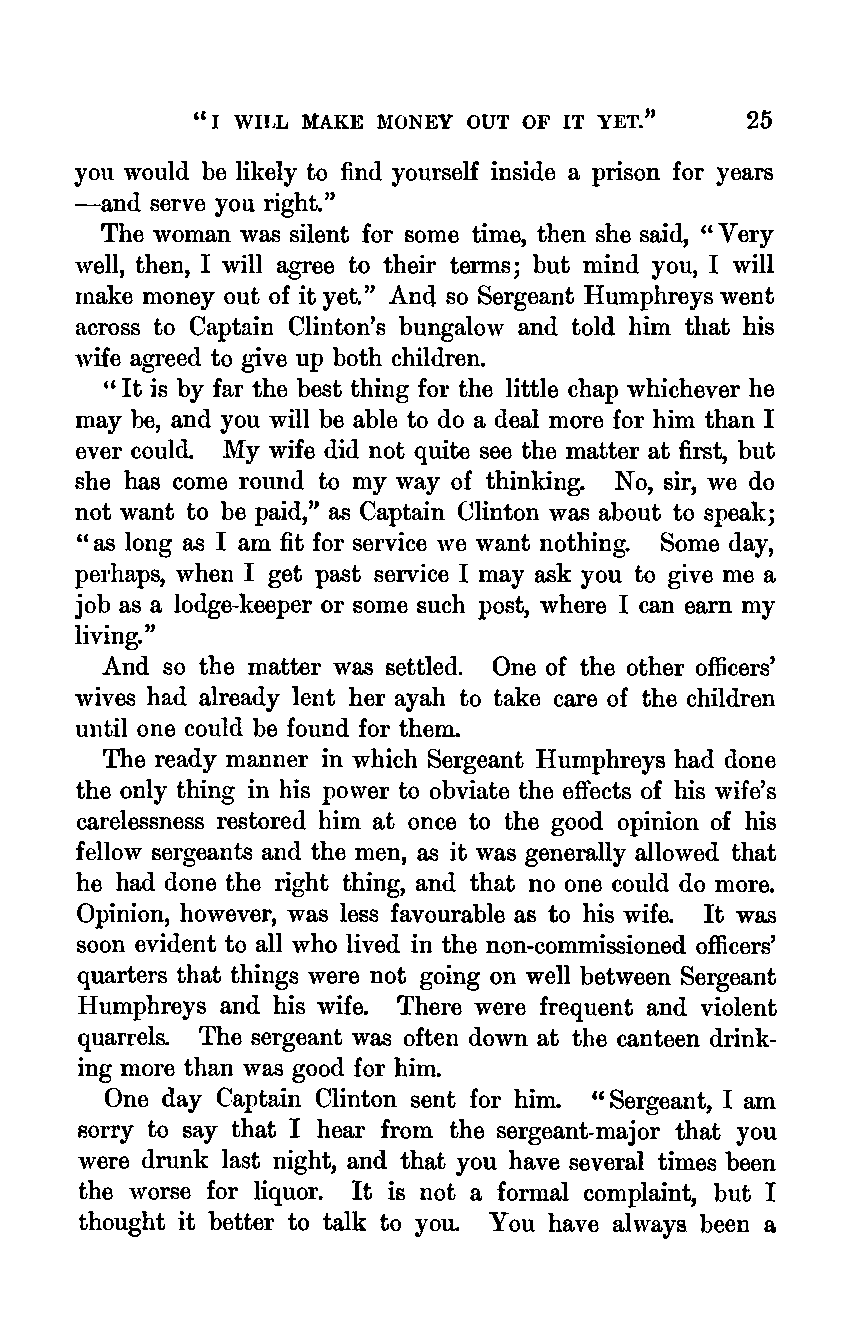 “I WILL MAKE MONEY OUT OF IT YET.” 25
you would be likely to find yourself inside a prison for years
—and serve you right.”
The woman was silent for some time, then she said, “Very
well, then, I will agree to their terms; but mind you, I will
make money out of it yet.” And so Sergeant Humphreys went
across to Captain Clinton’s bungalow and told him that his
wife agreed to give up both children.
“It is by far the best thing for the little chap whichever he
may be, and you will be able to do a deal more for him than I
ever could. My wife did not quite see the matter at first, but
she has come round to my way of thinking. No, sir, we do
not want to be paid,” as Captain Clinton was about to speak;
“as long as I am fit for service we want nothing. Some day,
perhaps, when I get past service I may ask you to give me a
job as a lodge-keeper or some such post, where I can earn my
living.”
And so the matter was settled. One of the other officers’
wives had already lent her ayah to take care of the children
until one could be found for them.
The ready manner in which Sergeant Humphreys had done
the only thing in his power to obviate the effects of his wife’s
carelessness restored him at once to the good opinion of his
fellow sergeants and the men, as it was generally allowed that
he had done the right thing, and that no one could do more.
Opinion, however, was less favourable as to his wife. It was
soon evident to all who lived in the non-commissioned officers’
quarters that things were not going on well between Sergeant
Humphreys and his wife. There were frequent and violent
quarrels. The sergeant was often down at the canteen drink-
ing more than was good for him.
One day Captain Clinton sent for him. “Sergeant, I am
sorry to say that I hear from the sergeant-major that you
were drunk last night, and that you have several times been
the worse for liquor. It is not a formal complaint, but I
thought it better to talk to you. You have always been a